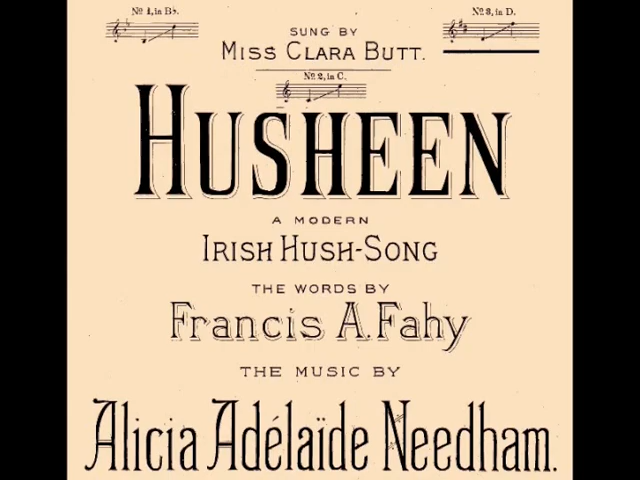 No 1, in B♭.
No 3, in D.
SUNG BY
MISS CLARA BUTT.
No 2, in C.
HUSHEEN
A MODERN
IRISH HUSH-SONG
THE WORDS BY
Francis A. Fahy
THE MUSIC BY
Alicia Adélaïde Needham.